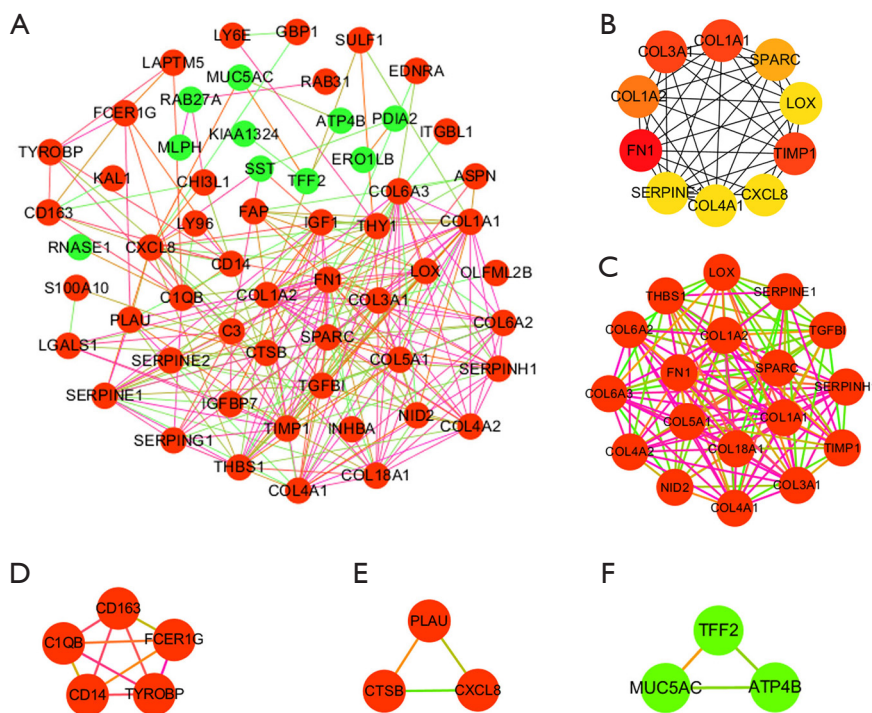 A
LY6E
GBP1
SULF1
LAPTM5
MUC5AC
EDNRA
RAB27A
RAB31
FCER1G
ATP4B
PDIA2
KIAA1324
ITGBL1
TYROBP
MLPH
ERO1LB
KAL1
CHI3L1
SST
TFF2
COL6A3
ASPN
CD163
LY96
FAP
IGF1
THY1
COL1A1
RNASE1
CXCL8
CD14
LOX
OLFML2B
S100A10
C1QB
COL1A2
FN1
COL3A1
PLAU
C3
SPARC
COL6A2
LGALS1
SERPINE2
CTSB
COL5A1
SERPINH1
SERPINE1
IGFBP7
TGFBI
NID2
SERPING1
TIMP1
INHBA
COL4A2
THBS1
COL18A1
COL4A1
B
COL3A1
COL1A1
SPARC
COL1A2
LOX
FN1
TIMP1
SERPINE1
COL4A1
CXCL8
C
LOX
THBS1
SERPINE1
COL6A2
COL1A2
TGFBI
FN1
SPARC
COL6A3
SERPINH
COL5A1
COL1A1
COL4A2
COL18A1
TIMP1
NID2
COL3A1
COL4A1
D
CD163
C1QB
FCER1G
CD14
TYROBP
E
PLAU
CTSB
CXCL8
F
TFF2
MUC5AC
ATP4B